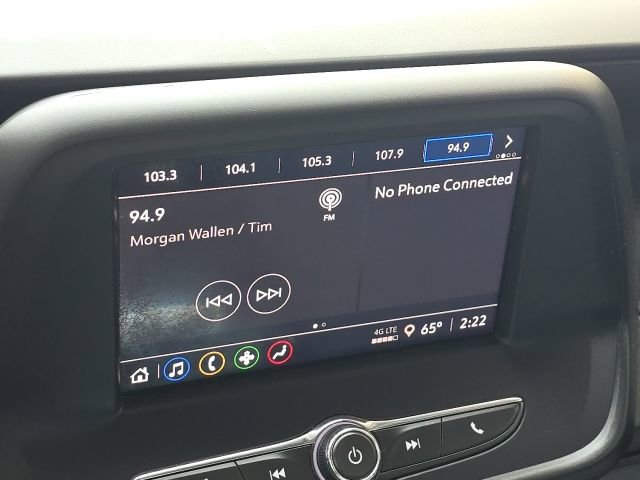 103.3 104.1 105.3 107.9 94.9
94.9
FM
No Phone Connected
Morgan Wallen / Tim
4G LTE 65° 2:22